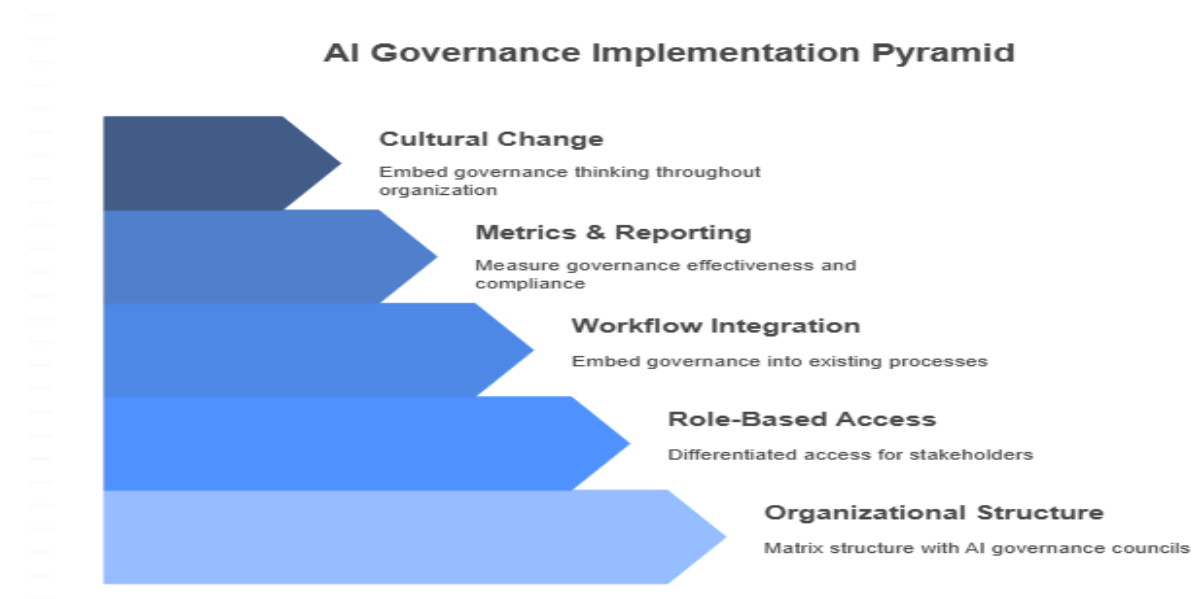 AI Governance Implementation Pyramid
Cultural Change
Embed governance thinking throughout
organization
Metrics & Reporting
Measure governance effectiveness and
compliance
Workflow Integration
Embed governance into existing processes
Role-Based Access
Differentiated access for stakeholders
Organizational Structure
Matrix structure with AI governance councils